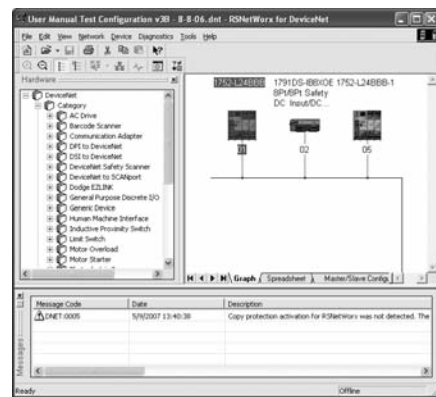 User Manual Test Configuration v3B - 8-8-06.dnt - RSNetWorx for DeviceNet
File Edit View Network Device Diagnostics Tools Help
Hardware
DeviceNet
Category
AC Drive
Barcode Scanner
Communication Adapter
DPI to DeviceNet
DSI to DeviceNet
DeviceNet Safety Scanner
DeviceNet to SCANport
Dodge EZLINK
General Purpose Discrete I/O
Generic Device
Human Machine Interface
Inductive Proximity Switch
Limit Switch
Motor Overload
Motor Starter
1752-L24BBB
1791DS-IB8XOE
8Pt/8Pt Safety
DC Input/DC...
1752-L24BBB-1
01
02
05
Graph
Spreadsheet
Master/Slave Config
Messages
Message Code Date Description
DNET:0005 5/9/2007 13:40:38 Copy protection activation for RSNetWorx was not detected. The
Ready
Offline